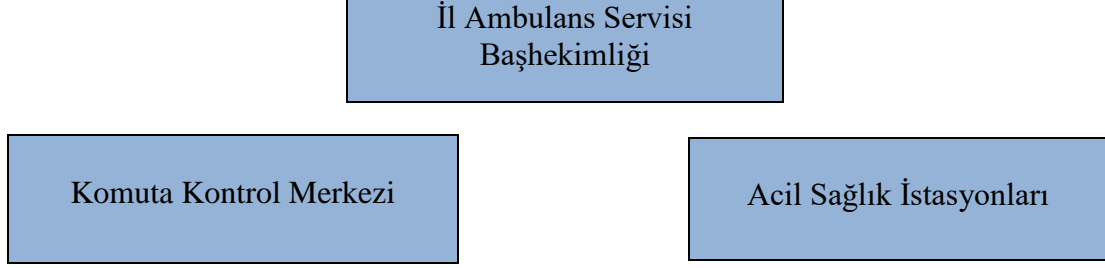 İl Ambulans Servisi
Başhekimliği
Komuta Kontrol Merkezi
Acil Sağlık İstasyonları